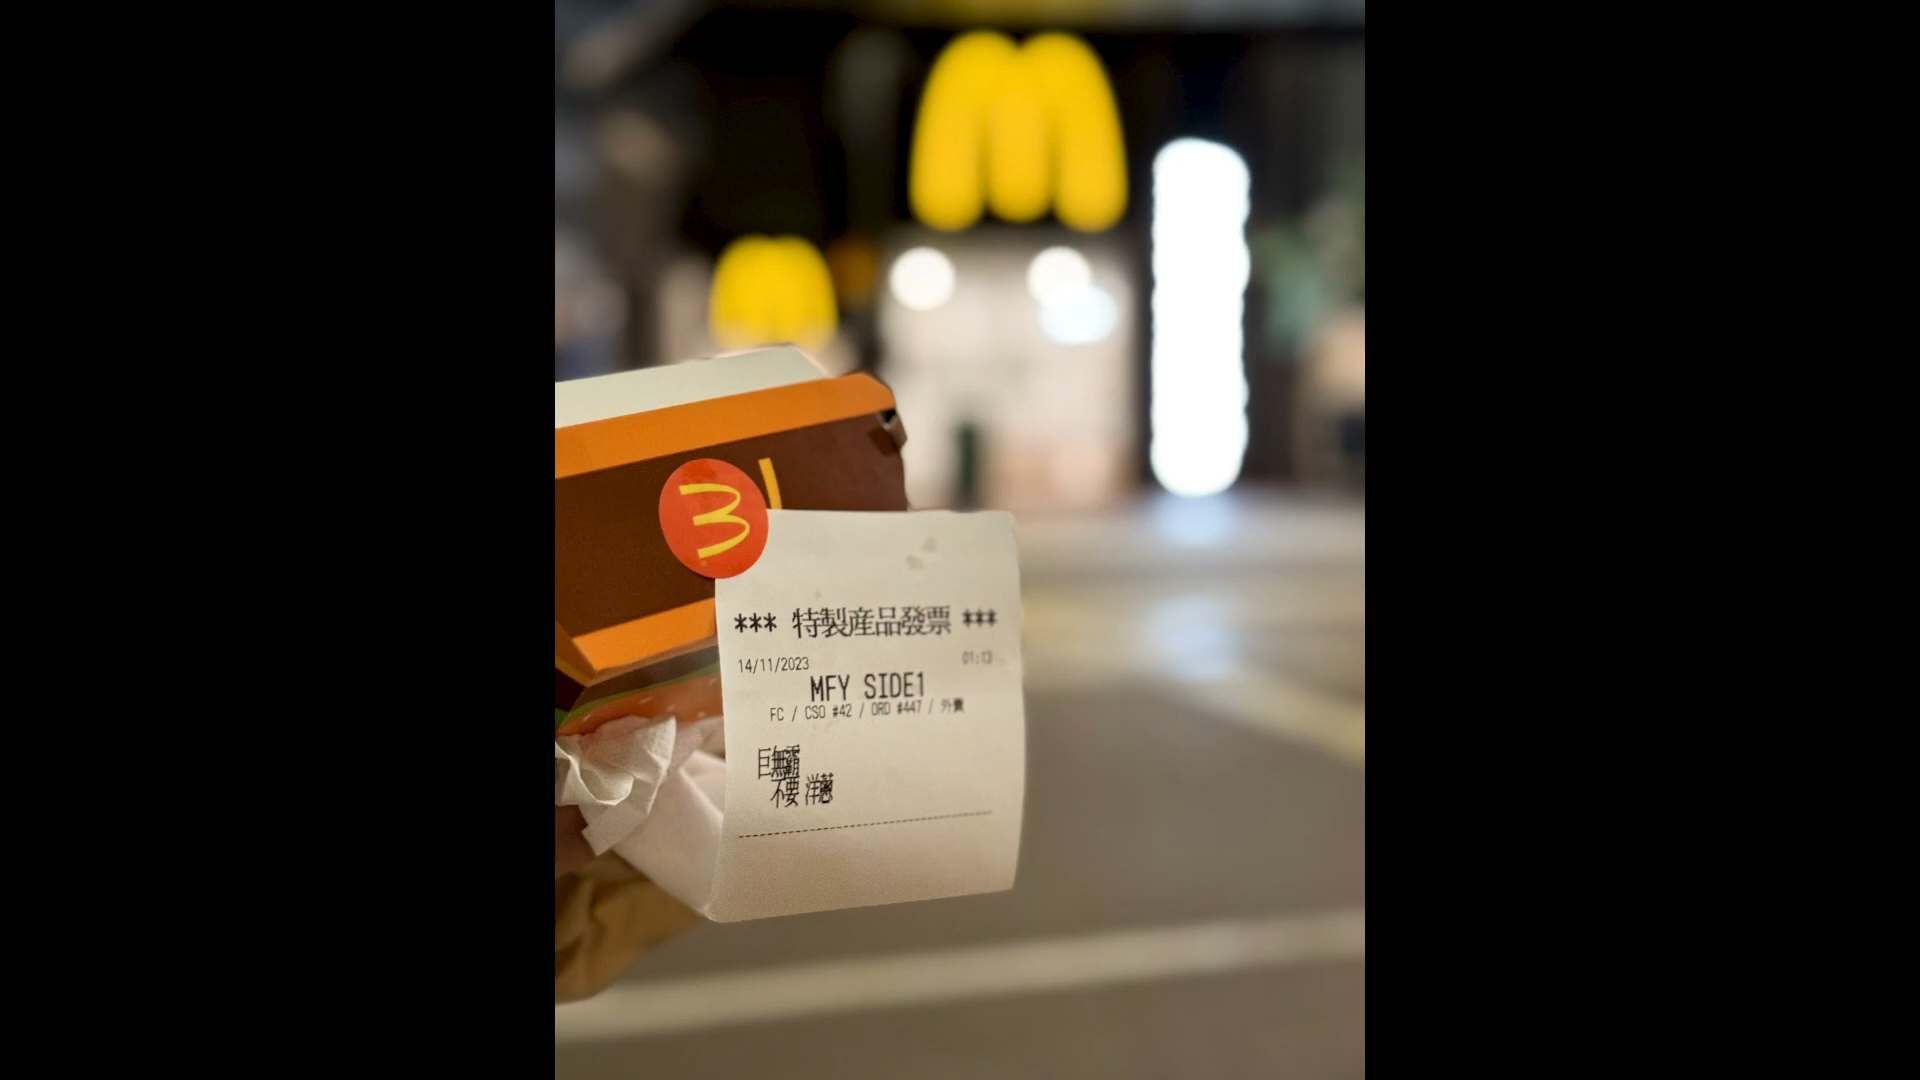 *** 特製產品發票 ***
14/11/2023 01:13
MFY SIDE1
FC / CSO #42 / ORD #447 / 外賣
巨無霸
不要 洋蔥